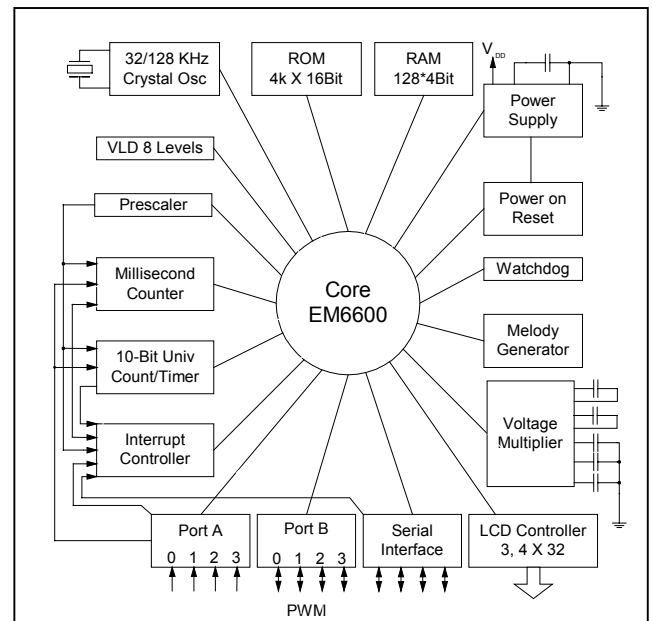 32/128 KHz
Crystal Osc
ROM
4k X 16Bit
RAM
128*4Bit
VDD
Power
Supply
VLD 8 Levels
Prescaler
Power on
Reset
Millisecond
Counter
Core
EM6600
Watchdog
10-Bit Univ
Count/Timer
Melody
Generator
Interrupt
Controller
Voltage
Multiplier
Port A
0 1 2 3
Port B
0 1 2 3
Serial
Interface
LCD Controller
3, 4 X 32
PWM